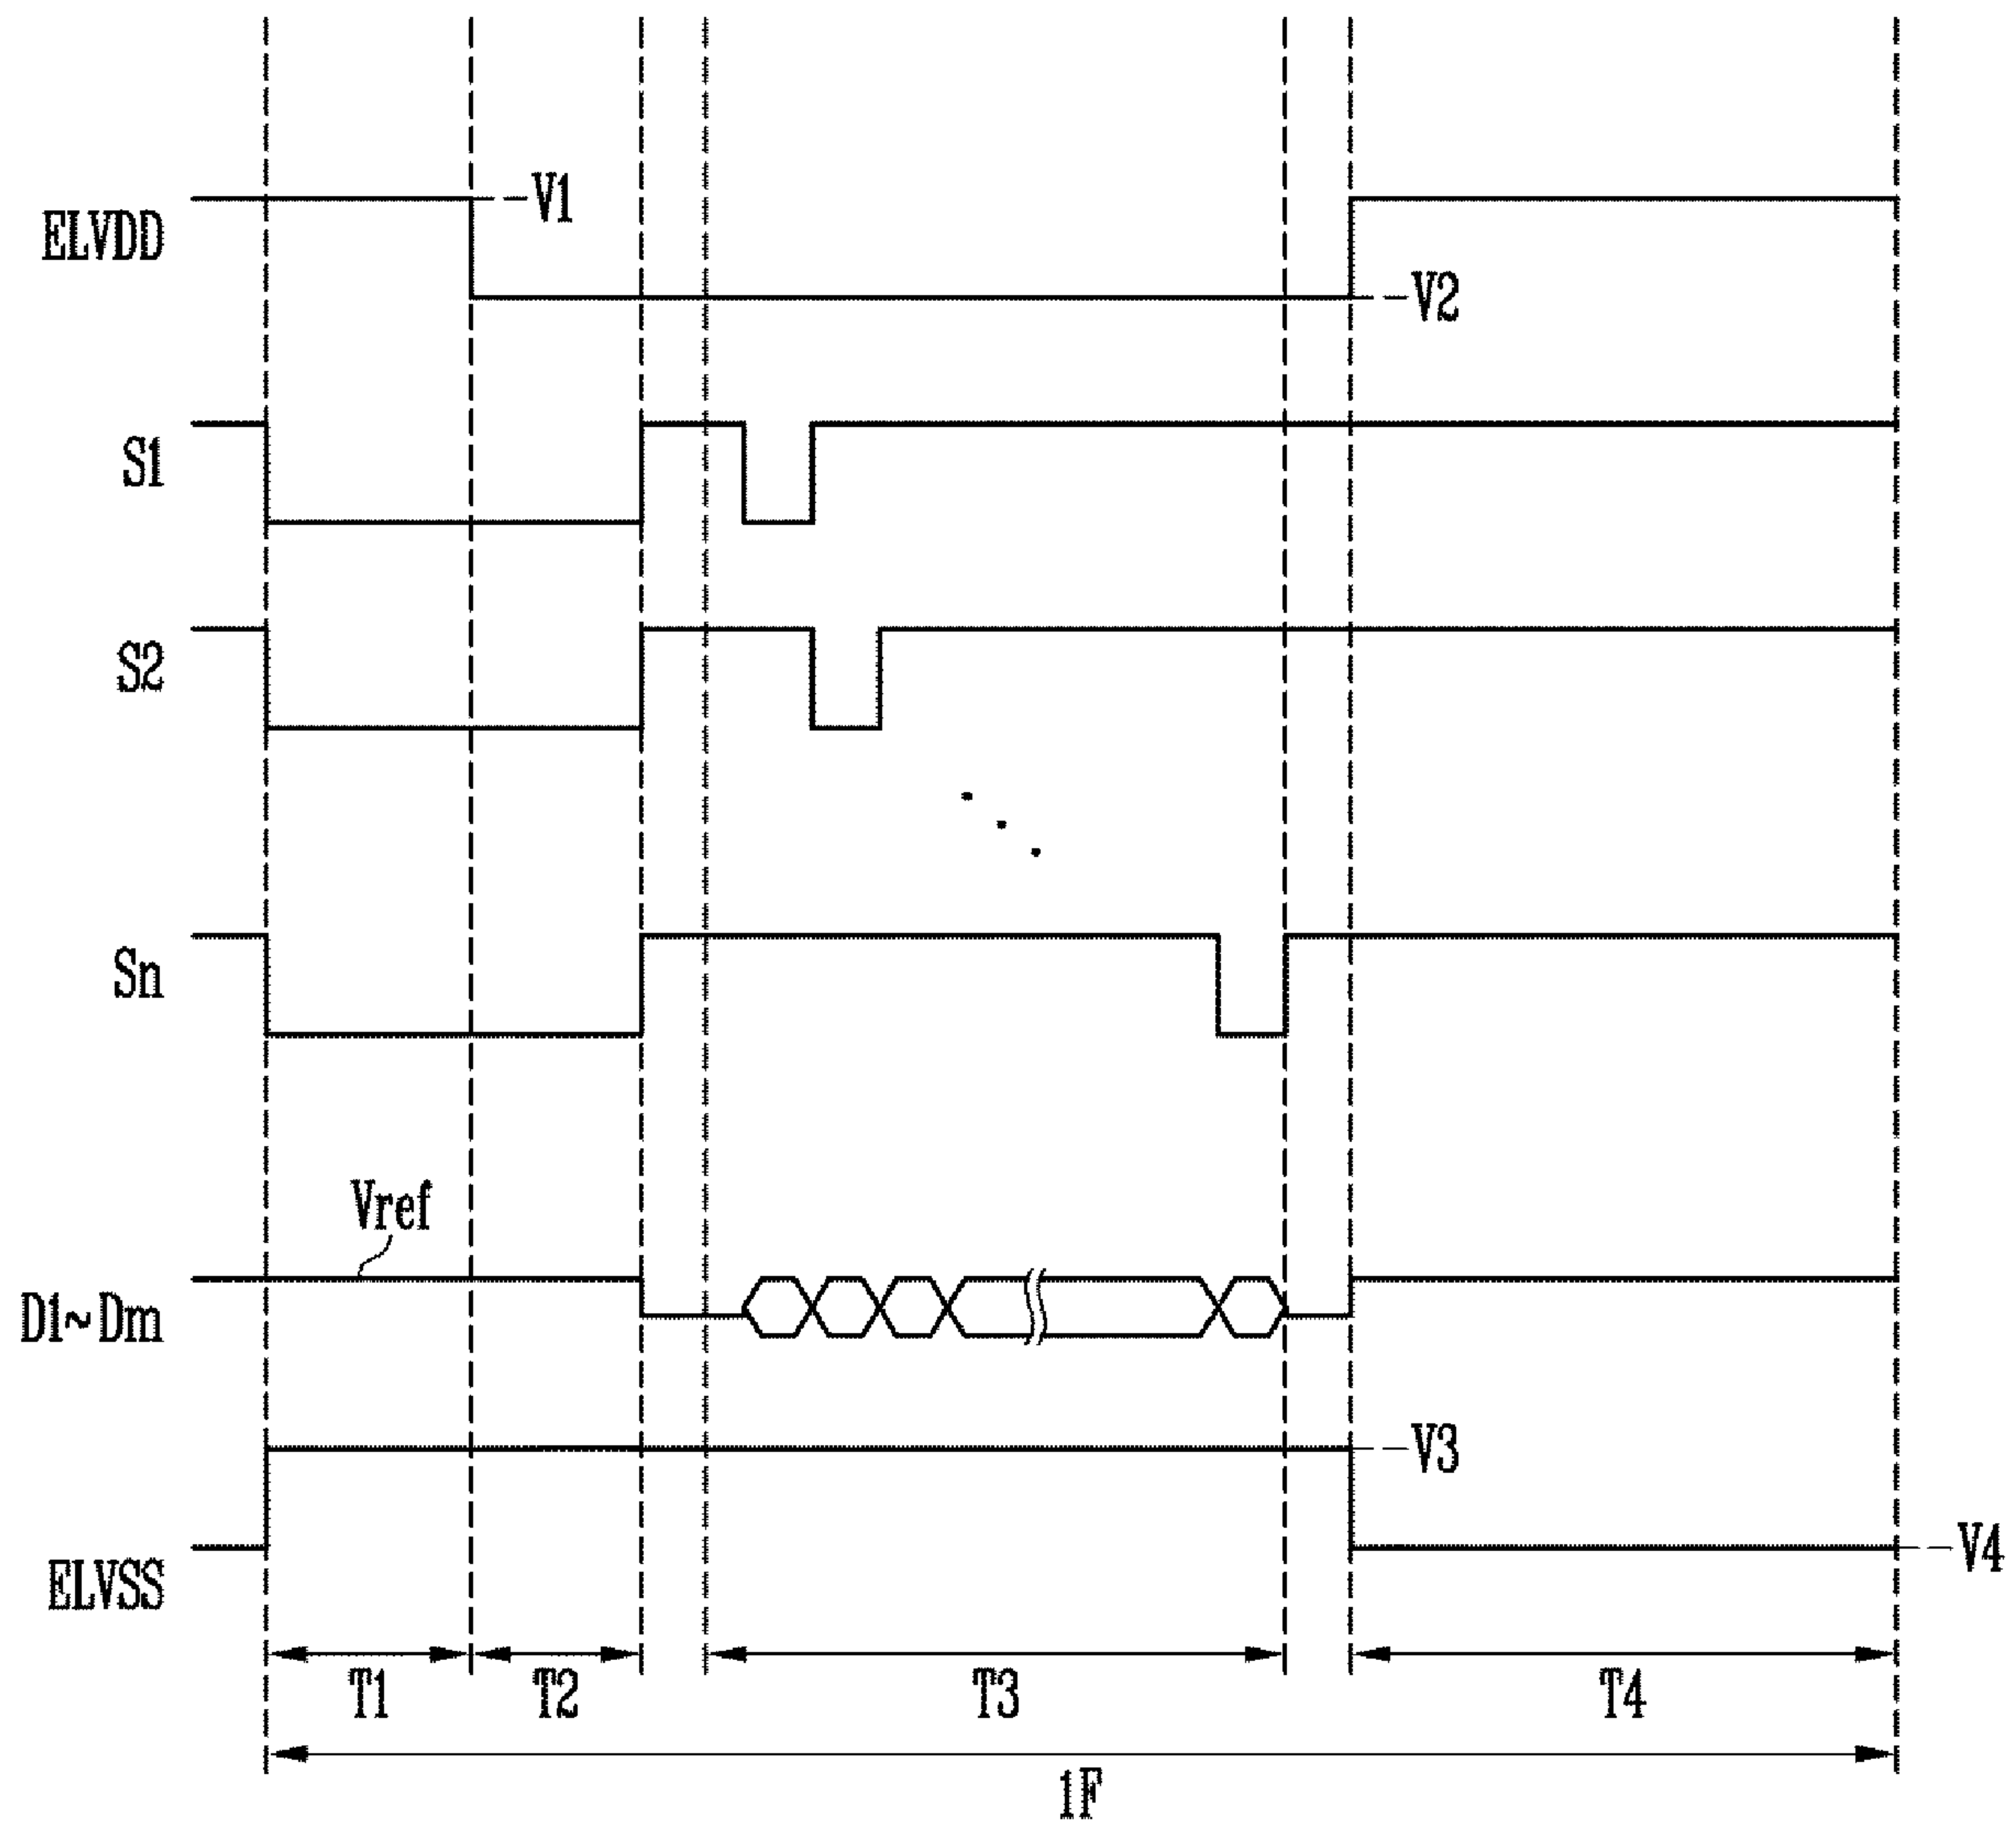 V1
ELVDD
V2
S1
S2
Sn
Vref
D1~Dm
V3
V4
ELVSS
T1
T2
T3
T4
1F